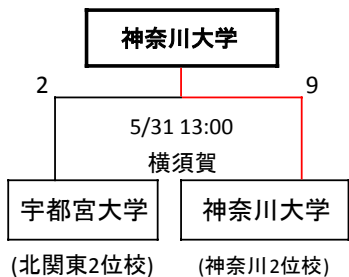 神奈川大学
2 9
5/31 13:00
横須賀
宇都宮大学 神奈川大学
(北関東2位校) (神奈川2位校)